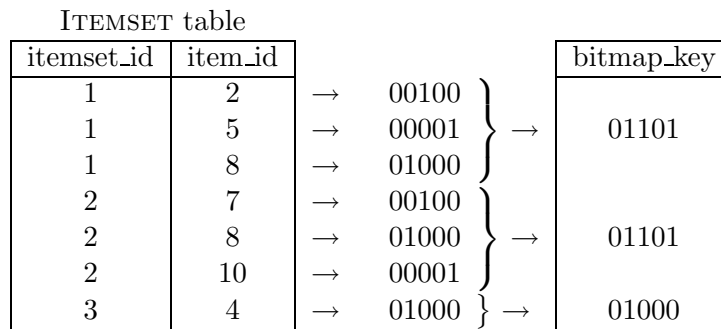 ITEMSET table
itemset_id item_id bitmap_key
1 2 → 00100
1 5 → 00001 } → 01101
1 8 → 01000
2 7 → 00100
2 8 → 01000 } → 01101
2 10 → 00001
3 4 → 01000 } → 01000